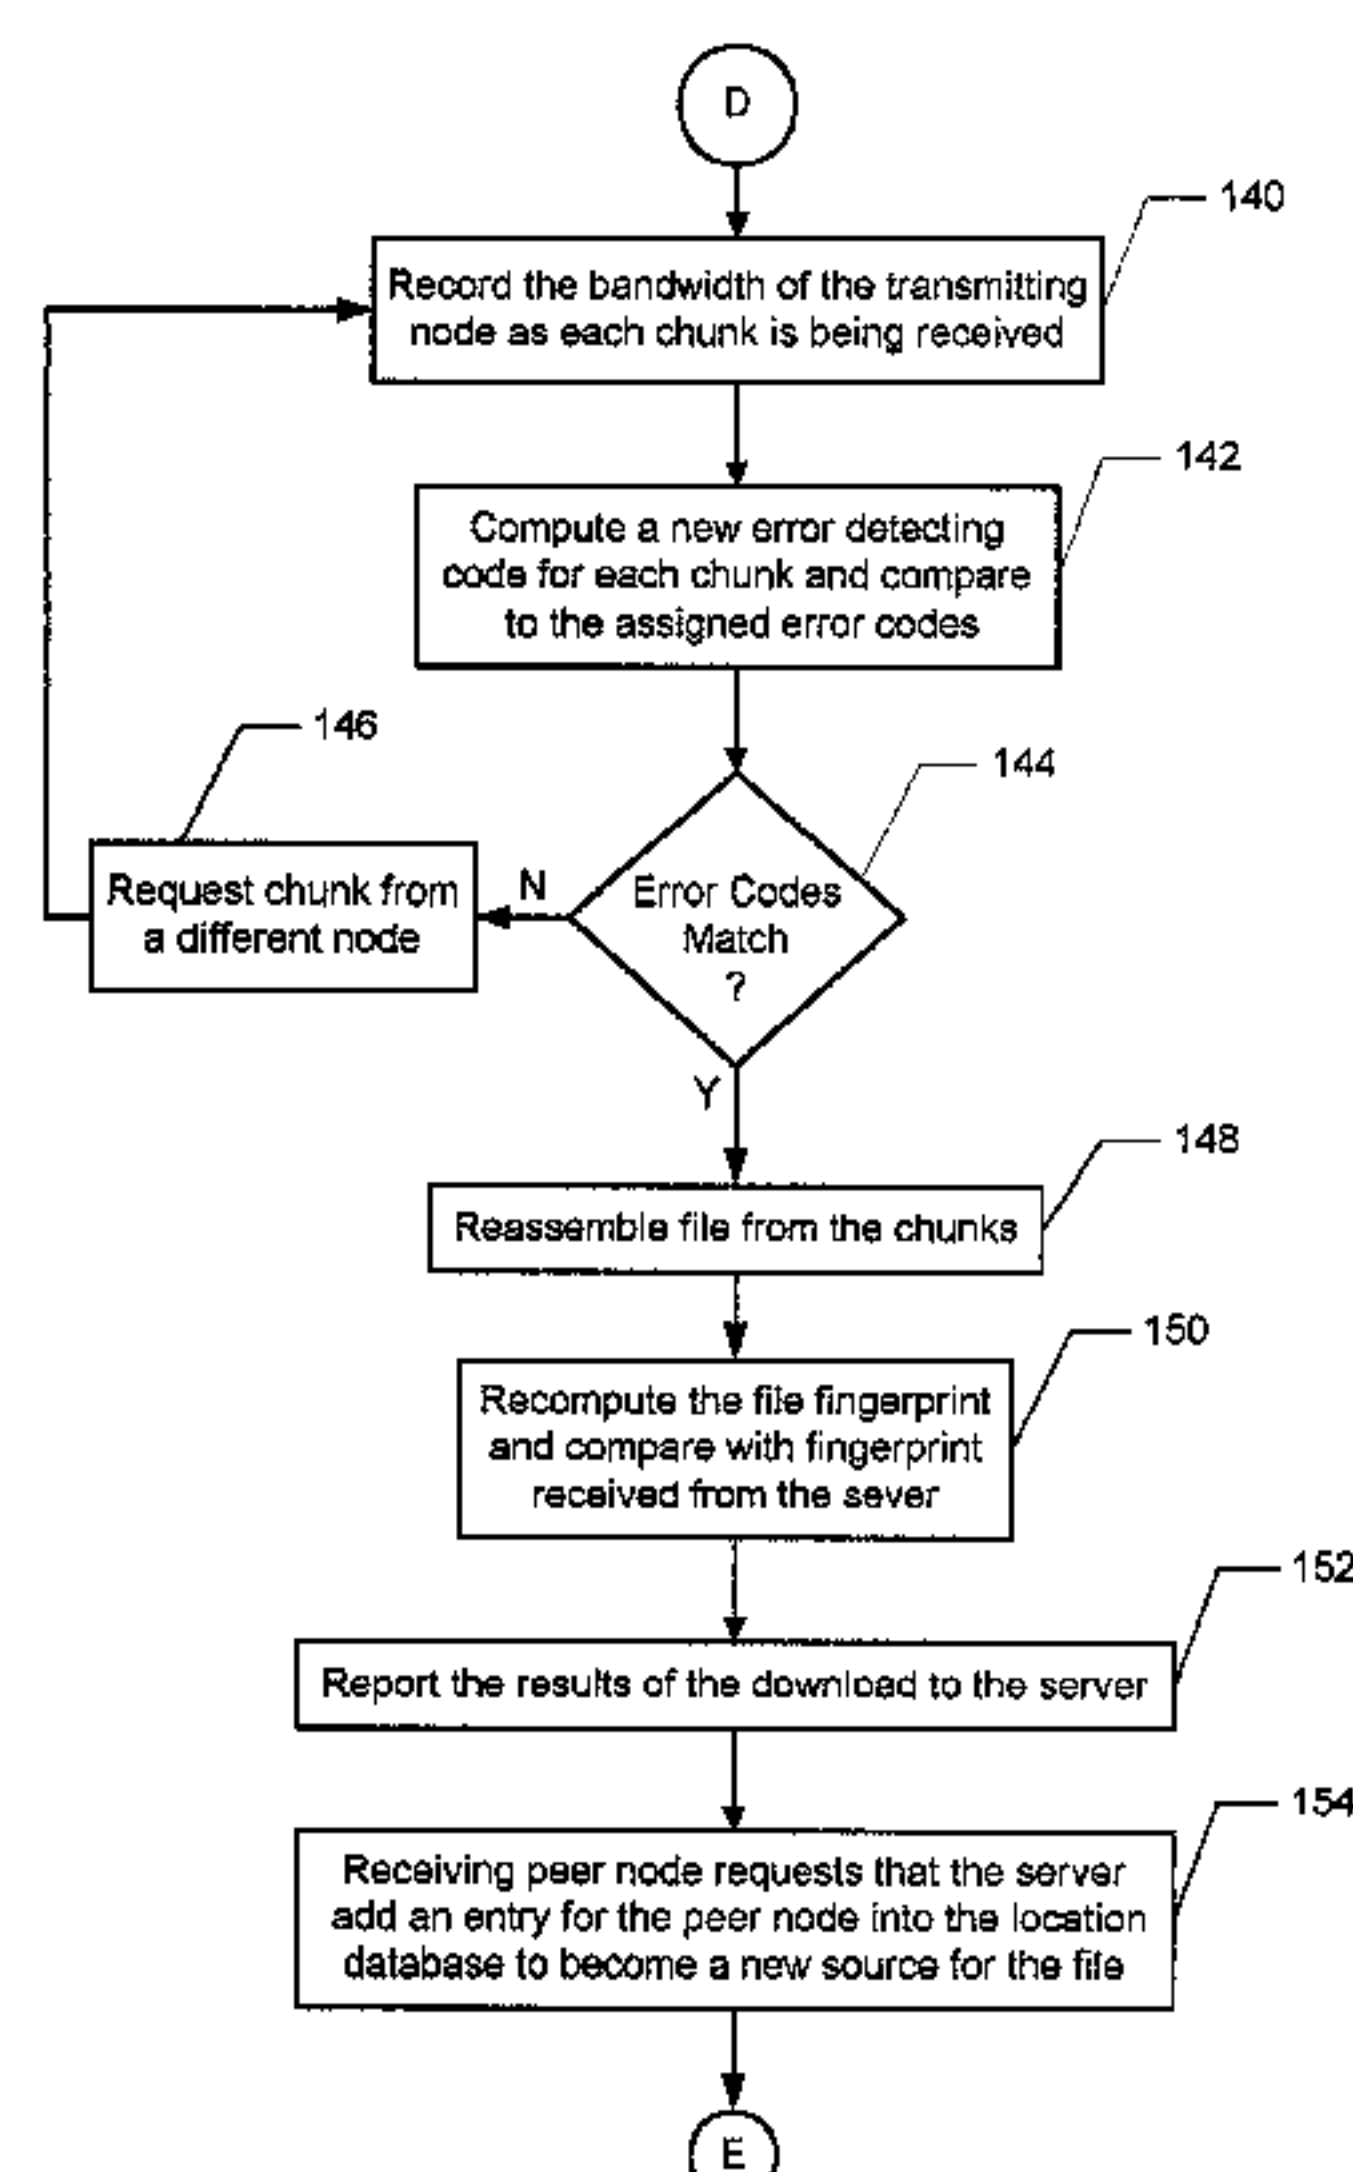 D
140
Record the bandwidth of the transmitting
node as each chunk is being received
142
Compute a new error detecting
code for each chunk and compare
to the assigned error codes
146
144
Request chunk from
a different node
N
Error Codes
Match
?
Y
148
Reassemble file from the chunks
150
Recompute the file fingerprint
and compare with fingerprint
received from the sever
152
Report the results of the download to the server
154
Receiving peer node requests that the server
add an entry for the peer node into the location
database to become a new source for the file
E